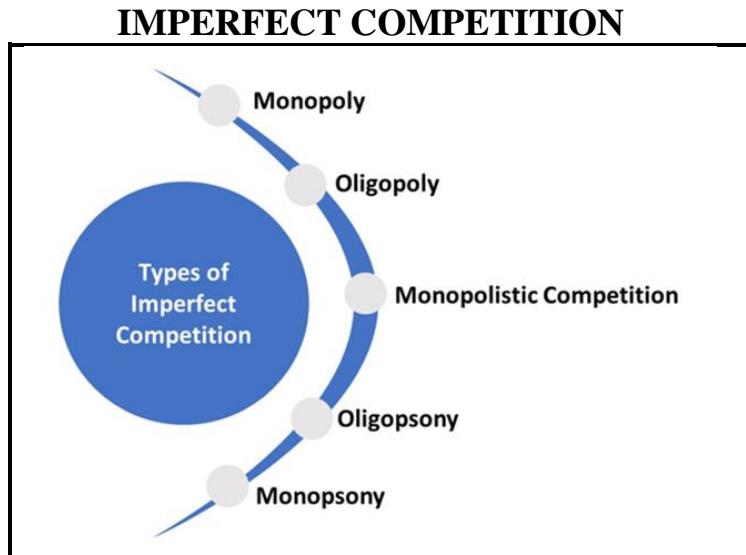 IMPERFECT COMPETITION
Monopoly
Oligopoly
Types of
Imperfect
Competition
Monopolistic Competition
Oligopsony
Monopsony